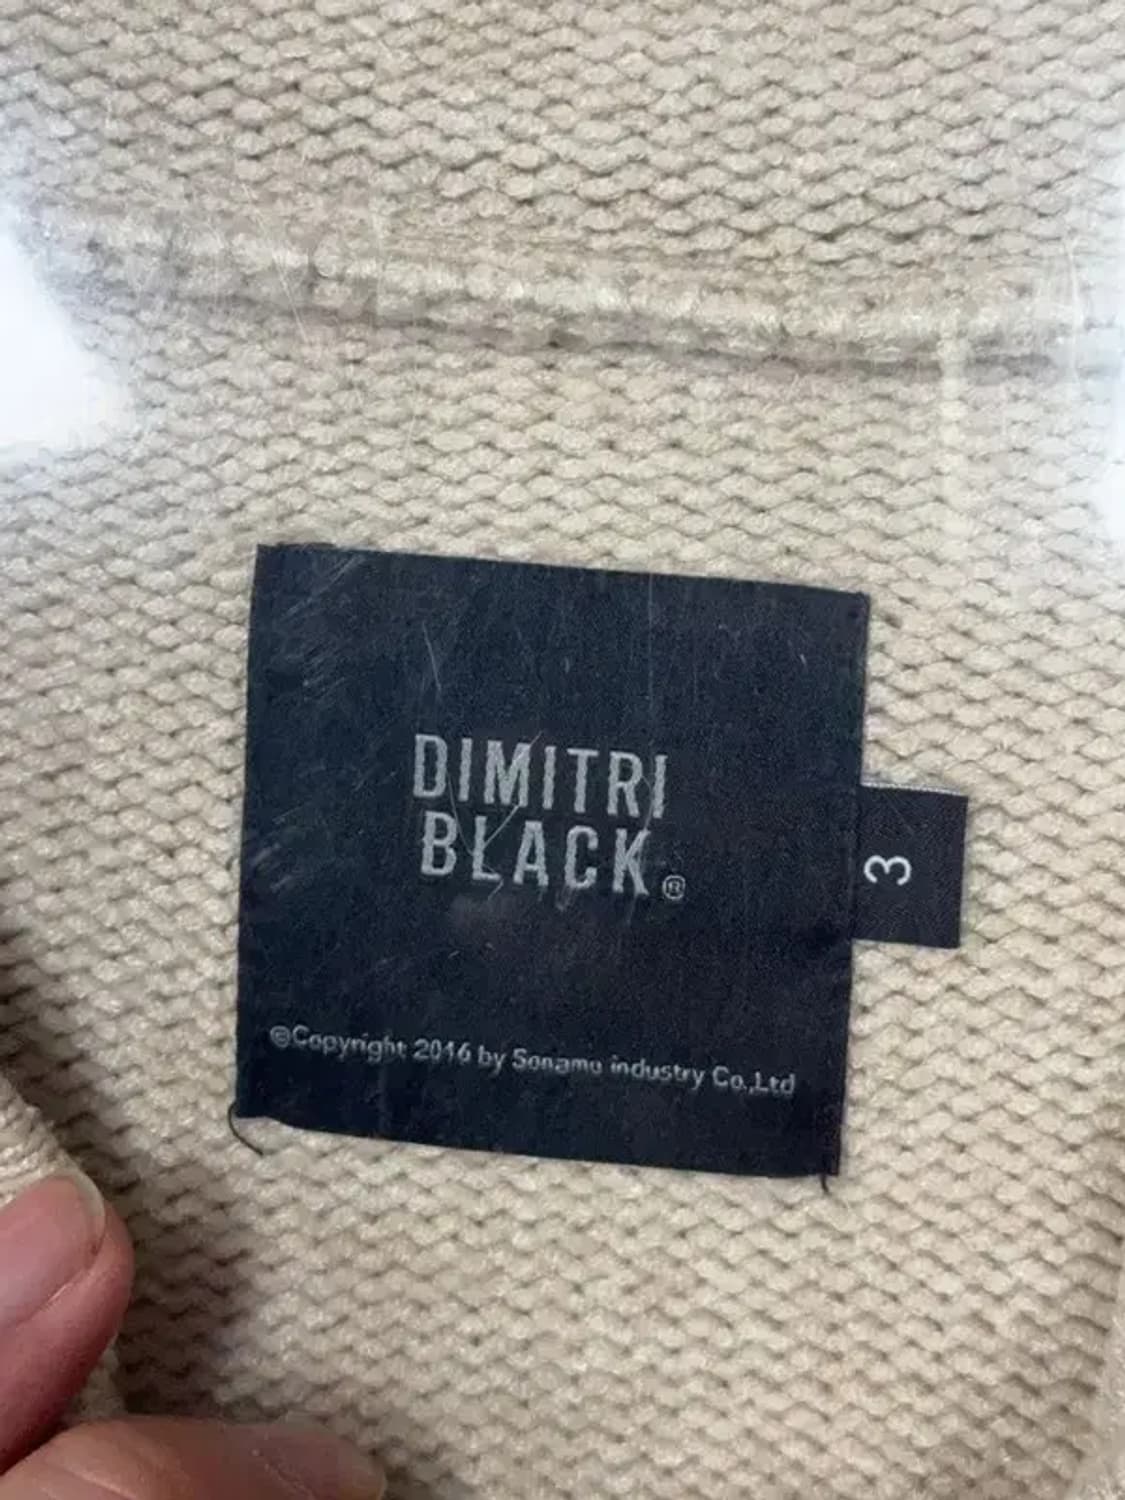 DIMITRI
BLACK®
3
©Copyright 2016 by Sonamu industry Co.,Ltd